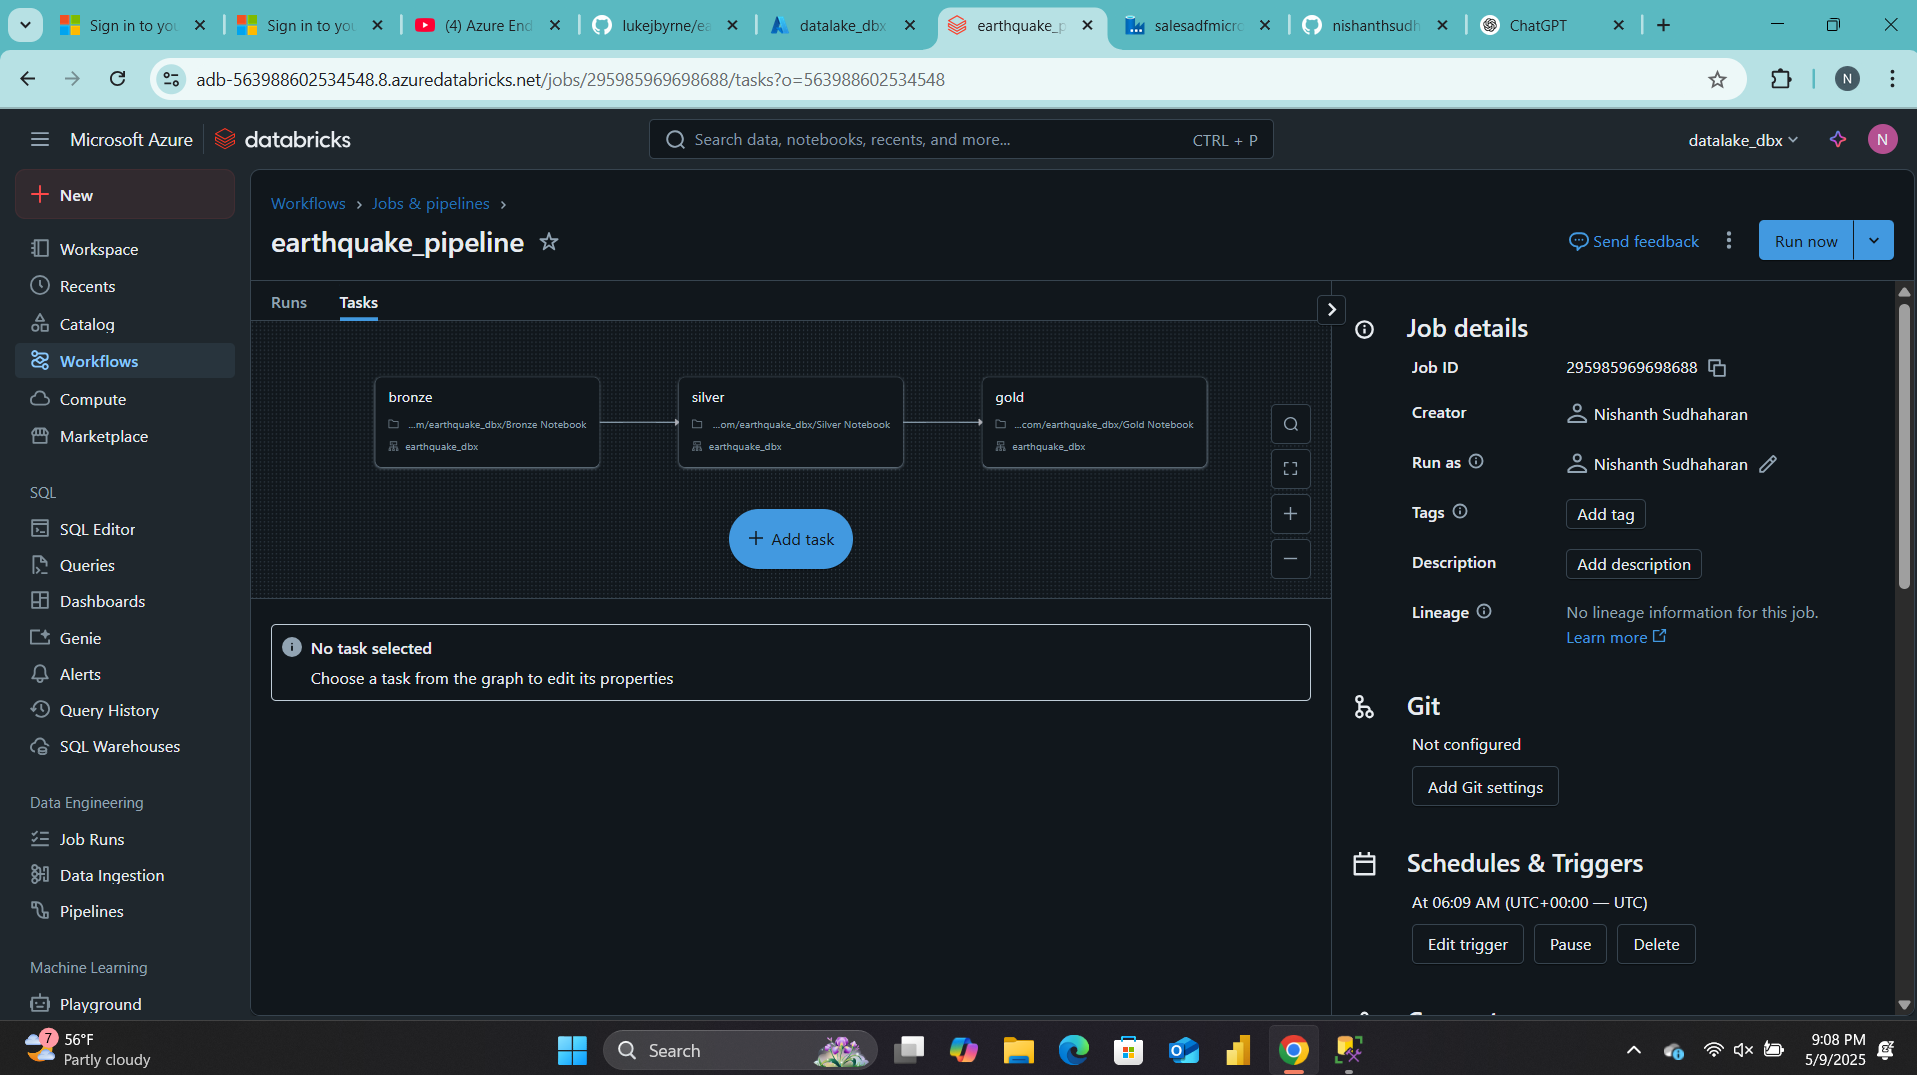 Sign in to you
Sign in to you
(4) Azure End
lukejbyrne/ea
datalake_dbx
earthquake_p
salesadfmicro
nishanthsudh
ChatGPT
adb-563988602534548.8.azuredatabricks.net/jobs/295985969698688/tasks?o=563988602534548
N
Microsoft Azure
databricks
Search data, notebooks, recents, and more...
CTRL + P
datalake_dbx
N
New
Workspace
Recents
Catalog
Workflows
Compute
Marketplace
SQL
SQL Editor
Queries
Dashboards
Genie
Alerts
Query History
SQL Warehouses
Data Engineering
Job Runs
Data Ingestion
Pipelines
Machine Learning
Playground
Workflows > Jobs & pipelines >
earthquake_pipeline
Send feedback
Run now
Runs
Tasks
bronze
...m/earthquake_dbx/Bronze Notebook
earthquake_dbx
silver
...om/earthquake_dbx/Silver Notebook
earthquake_dbx
gold
...com/earthquake_dbx/Gold Notebook
earthquake_dbx
+ Add task
No task selected
Choose a task from the graph to edit its properties
Job details
Job ID
295985969698688
Creator
Nishanth Sudhaharan
Run as
Nishanth Sudhaharan
Tags
Add tag
Description
Add description
Lineage
No lineage information for this job.
Learn more
Git
Not configured
Add Git settings
Schedules & Triggers
At 06:09 AM (UTC+00:00 — UTC)
Edit trigger
Pause
Delete
7
56°F
Partly cloudy
Search
9:08 PM
5/9/2025